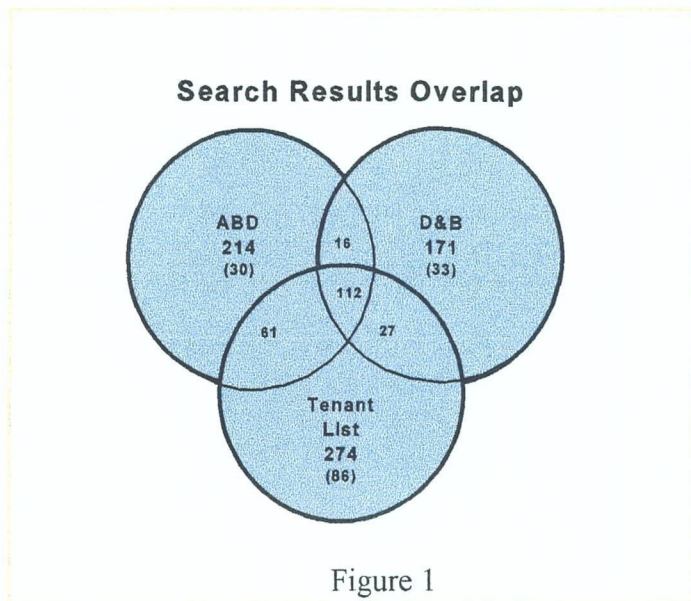 Search Results Overlap
ABD
214
(30)
16
D&B
171
(33)
112
61
27
Tenant
List
274
(86)
Figure 1